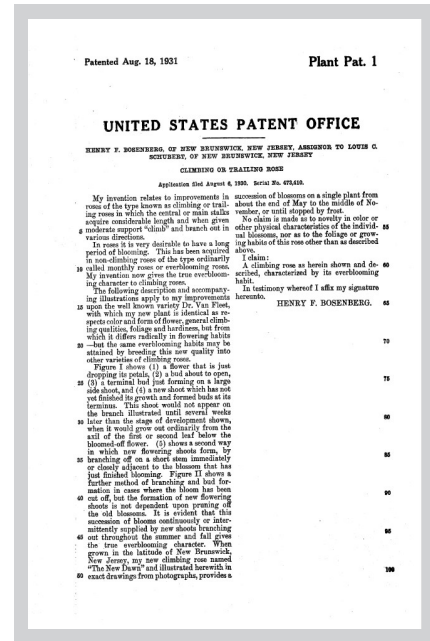 Patented Aug. 18, 1931
Plant Pat. 1
UNITED STATES PATENT OFFICE
HENRY F. BOSENBERG, OF NEW BRUNSWICK, NEW JERSEY, ASSIGNOR TO LOUIS C.
SCHUBERT, OF NEW BRUNSWICK, NEW JERSEY
CLIMBING OR TRAILING ROSE
Application filed August 6, 1930. Serial No. 473,410.
My invention relates to improvements in
roses of the type known as climbing or trail-
ing roses in which the central or main stalks
acquire considerable length and when given
5 moderate support "climb" and branch out in
various directions.
In roses it is very desirable to have a long
period of blooming. This has been acquired
in non-climbing roses of the type ordinarily
10 called monthly roses or everblooming roses.
My invention now gives the true everbloom-
ing character to climbing roses.
The following description and accompany-
ing illustrations apply to my improvements
15 upon the well known variety Dr. Van Fleet,
with which my new plant is identical as re-
spects color and form of flower, general climb-
ing qualities, foliage and hardiness, but from
which it differs radically in flowering habits
20 —but the same everblooming habits may be
attained by breeding this new quality into
other varieties of climbing roses.
Figure I shows (1) a flower that is just
dropping its petals, (2) a bud about to open,
25 (3) a terminal bud just forming on a large
side shoot, and (4) a new shoot which has not
yet finished its growth and formed buds at its
terminus. This shoot would not appear on
the branch illustrated until several weeks
30 later than the stage of development shown,
when it would grow out ordinarily from the
axil of the first or second leaf below the
bloomed-off flower. (5) shows a second way
in which new flowering shoots form, by
35 branching off on a short stem immediately
or closely adjacent to the blossom that has
just finished blooming. Figure II shows a
further method of branching and bud for-
mation in cases where the bloom has been
40 cut off, but the formation of new flowering
shoots is not dependent upon pruning off
the old blossoms. It is evident that this
succession of blooms continuously or inter-
mittently supplied by new shoots branching
45 out throughout the summer and fall gives
the true everblooming character. When
grown in the latitude of New Brunswick,
New Jersey, my new climbing rose named
"The New Dawn" and illustrated herewith in
50 exact drawings from photographs, provides a
succession of blossoms on a single plant from
about the end of May to the middle of No-
vember, or until stopped by frost.
No claim is made as to novelty in color or
other physical characteristics of the individ- 55
ual blossoms, nor as to the foliage or grow-
ing habits of this rose other than as described
above.
I claim:
A climbing rose as herein shown and de- 60
scribed, characterized by its everblooming
habit.
In testimony whereof I affix my signature
hereunto.
HENRY F. BOSENBERG. 65
70
75
80
85
90
95
100